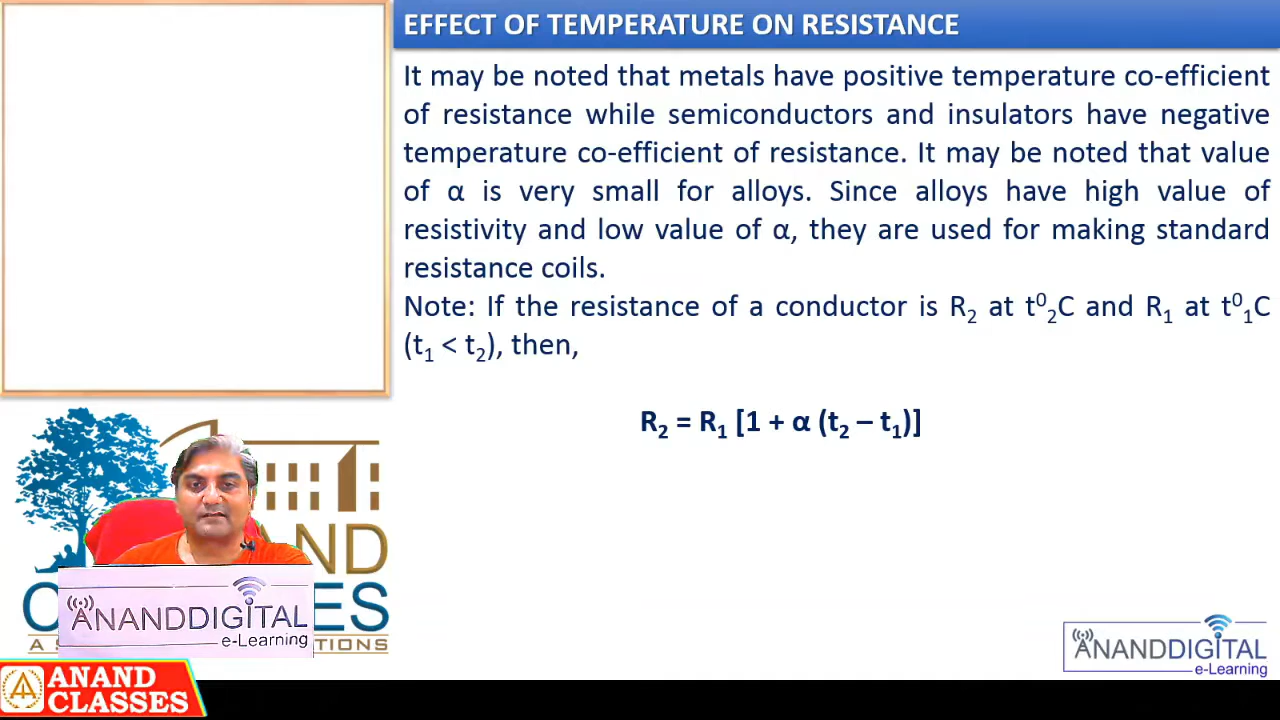 EFFECT OF TEMPERATURE ON RESISTANCE
It may be noted that metals have positive temperature co-efficient
of resistance while semiconductors and insulators have negative
temperature co-efficient of resistance. It may be noted that value
of α is very small for alloys. Since alloys have high value of
resistivity and low value of α, they are used for making standard
resistance coils.
Note: If the resistance of a conductor is R₂ at t⁰₂C and R₁ at t⁰₁C
(t₁ < t₂), then,
R₂ = R₁ [1 + α (t₂ – t₁)]
AND
C ES
A S TIONS
ANANDDIGITAL
e-Learning
ANAND
CLASSES
ANANDDIGITAL
e-Learning